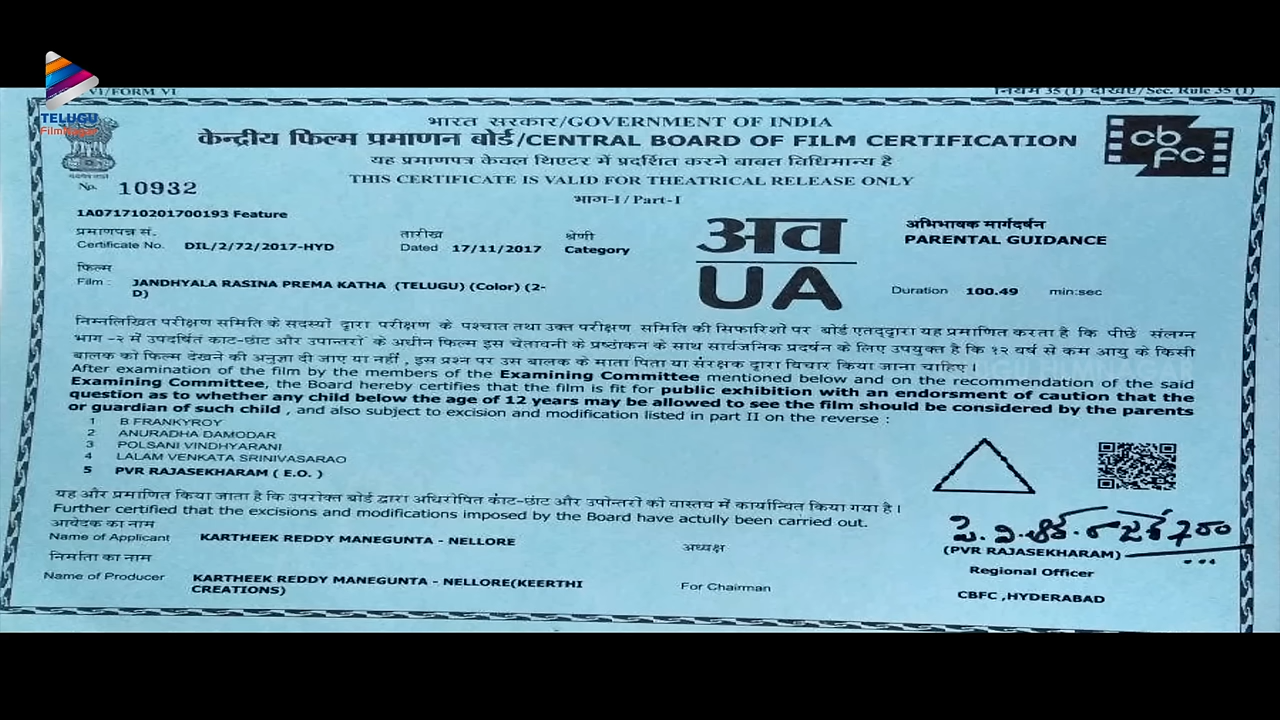 TELUGU
FilmNagar
VI/FORM VI
नियम 35 (1) देखिए/Sec. Rule 35 (1)
भारत सरकार/GOVERNMENT OF INDIA
केन्द्रीय फिल्म प्रमाणन बोर्ड/CENTRAL BOARD OF FILM CERTIFICATION
cb
fc
यह प्रमाणपत्र केवल थिएटर में प्रदर्शित करने बाबत विधिमान्य है
THIS CERTIFICATE IS VALID FOR THEATRICAL RELEASE ONLY
No. 10932
भाग-I/Part-I
1A071710201700193 Feature
प्रमाणपत्र सं. तारीख श्रेणी अव अभिभावक मार्गदर्शन
Certificate No. DIL/2/72/2017-HYD Dated 17/11/2017 Category UA PARENTAL GUIDANCE
फिल्म
Film : JANDHYALA RASINA PREMA KATHA (TELUGU) (Color) (2-
D)
Duration 100.49 min:sec
निम्नलिखित परीक्षण समिति के सदस्यों द्वारा परीक्षण के पश्चात तथा उक्त परीक्षण समिति की सिफारिशों पर बोर्ड एतद्द्वारा यह प्रमाणित करता है कि पीछे संलग्न
भाग -२ में उपदर्षित काट-छाट और उपान्तरों के अधीन फिल्म इस चेतावनी के प्रष्ठांकन के साथ सार्वजनिक प्रदर्षन के लिए उपयुक्त है कि १२ वर्ष से कम आयु के किसी
बालक को फिल्म देखने की अनुज्ञा दी जाए या नहीं , इस प्रश्न पर उस बालक के माता पिता या संरक्षक द्वारा विचार किया जाना चाहिए ।
After examination of the film by the members of the Examining Committee mentioned below and on the recommendation of the said
Examining Committee, the Board hereby certifies that the film is fit for public exhibition with an endorsment of caution that the
question as to whether any child below the age of 12 years may be allowed to see the film should be considered by the parents
or guardian of such child , and also subject to excision and modification listed in part II on the reverse :
1 B FRANKYROY
2 ANURADHA DAMODAR
3 POLSANI VINDHYARANI
4 LALAM VENKATA SRINIVASARAO
5 PVR RAJASEKHARAM ( E.O. )
यह और प्रमाणित किया जाता है कि उपरोक्त बोर्ड द्वारा अधिरोपित काट-छाट और उपांन्तरों को वास्तव में कार्यान्वित किया गया है ।
Further certified that the excisions and modifications imposed by the Board have actully been carried out.
आवेदक का नाम
Name of Applicant KARTHEEK REDDY MANEGUNTA - NELLORE
अध्यक्ष
(PVR RAJASEKHARAM)
निर्माता का नाम
Name of Producer KARTHEEK REDDY MANEGUNTA - NELLORE(KEERTHI
CREATIONS)
For Chairman
Regional Officer
CBFC ,HYDERABAD